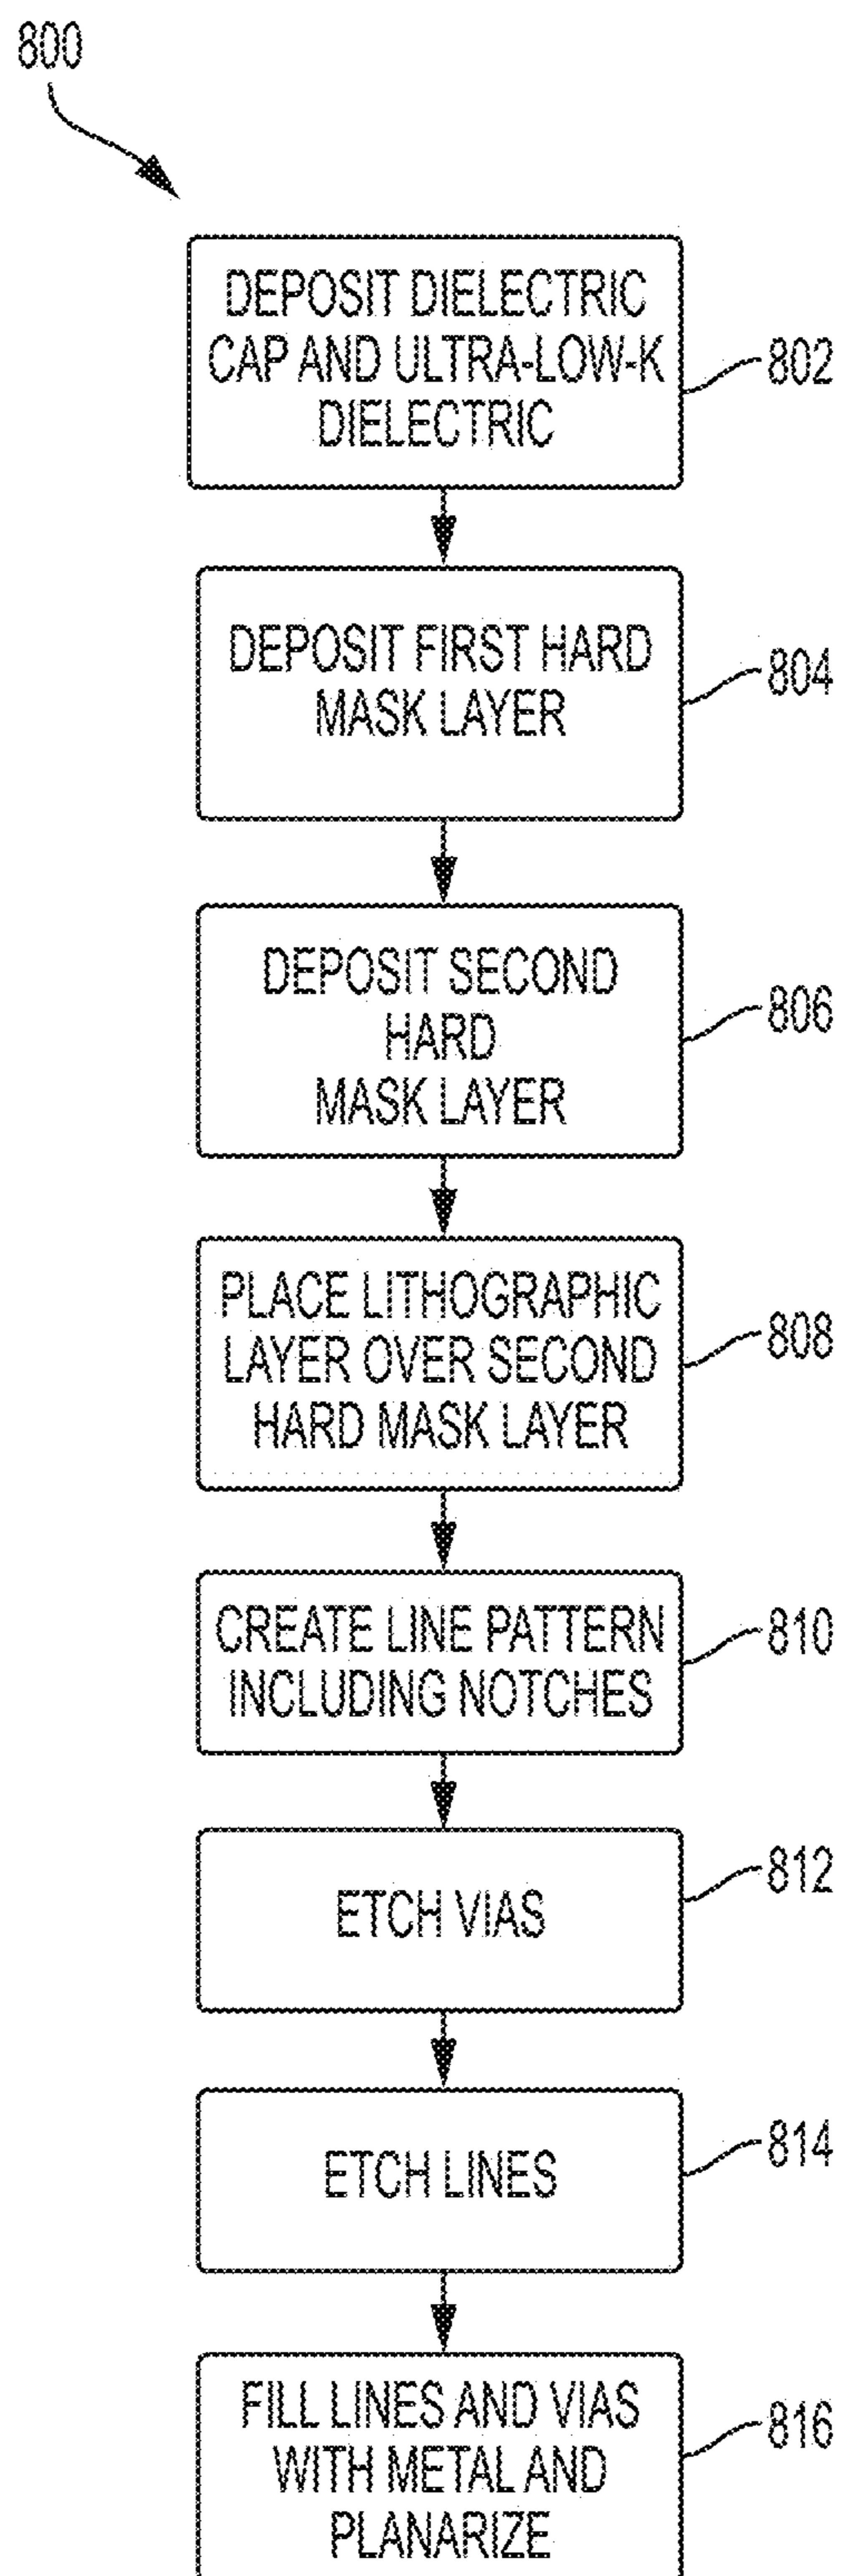 800
DEPOSIT DIELECTRIC
CAP AND ULTRA-LOW-K
DIELECTRIC
802
DEPOSIT FIRST HARD
MASK LAYER
804
DEPOSIT SECOND
HARD
MASK LAYER
806
PLACE LITHOGRAPHIC
LAYER OVER SECOND
HARD MASK LAYER
808
CREATE LINE PATTERN
INCLUDING NOTCHES
810
ETCH VIAS
812
ETCH LINES
814
FILL LINES AND VIAS
WITH METAL AND
PLANARIZE
816